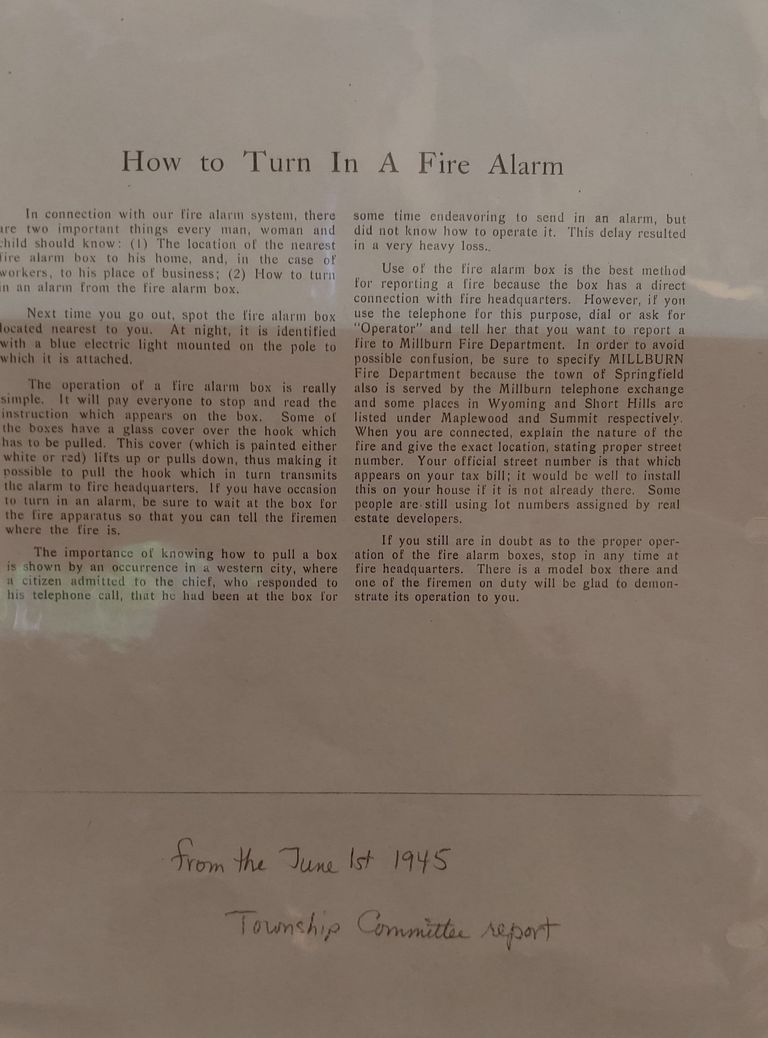 How to Turn In A Fire Alarm
In connection with our fire alarm system, there
are two important things every man, woman and
child should know: (1) The location of the nearest
fire alarm box to his home, and, in the case of
workers, to his place of business; (2) How to turn
in an alarm from the fire alarm box.
Next time you go out, spot the fire alarm box
located nearest to you. At night, it is identified
with a blue electric light mounted on the pole to
which it is attached.
The operation of a fire alarm box is really
simple. It will pay everyone to stop and read the
instruction which appears on the box. Some of
the boxes have a glass cover over the hook which
has to be pulled. This cover (which is painted either
white or red) lifts up or pulls down, thus making it
possible to pull the hook which in turn transmits
the alarm to fire headquarters. If you have occasion
to turn in an alarm, be sure to wait at the box for
the fire apparatus so that you can tell the firemen
where the fire is.
The importance of knowing how to pull a box
is shown by an occurrence in a western city, where
a citizen admitted to the chief, who responded to
his telephone call, that he had been at the box for
some time endeavoring to send in an alarm, but
did not know how to operate it. This delay resulted
in a very heavy loss.
Use of the fire alarm box is the best method
for reporting a fire because the box has a direct
connection with fire headquarters. However, if you
use the telephone for this purpose, dial or ask for
"Operator" and tell her that you want to report a
fire to Millburn Fire Department. In order to avoid
possible confusion, be sure to specify MILLBURN
Fire Department because the town of Springfield
also is served by the Millburn telephone exchange
and some places in Wyoming and Short Hills are
listed under Maplewood and Summit respectively.
When you are connected, explain the nature of the
fire and give the exact location, stating proper street
number. Your official street number is that which
appears on your tax bill; it would be well to install
this on your house if it is not already there. Some
people are still using lot numbers assigned by real
estate developers.
If you still are in doubt as to the proper oper-
ation of the fire alarm boxes, stop in any time at
fire headquarters. There is a model box there and
one of the firemen on duty will be glad to demon-
strate its operation to you.
from the June 1st 1945
Township Committee report